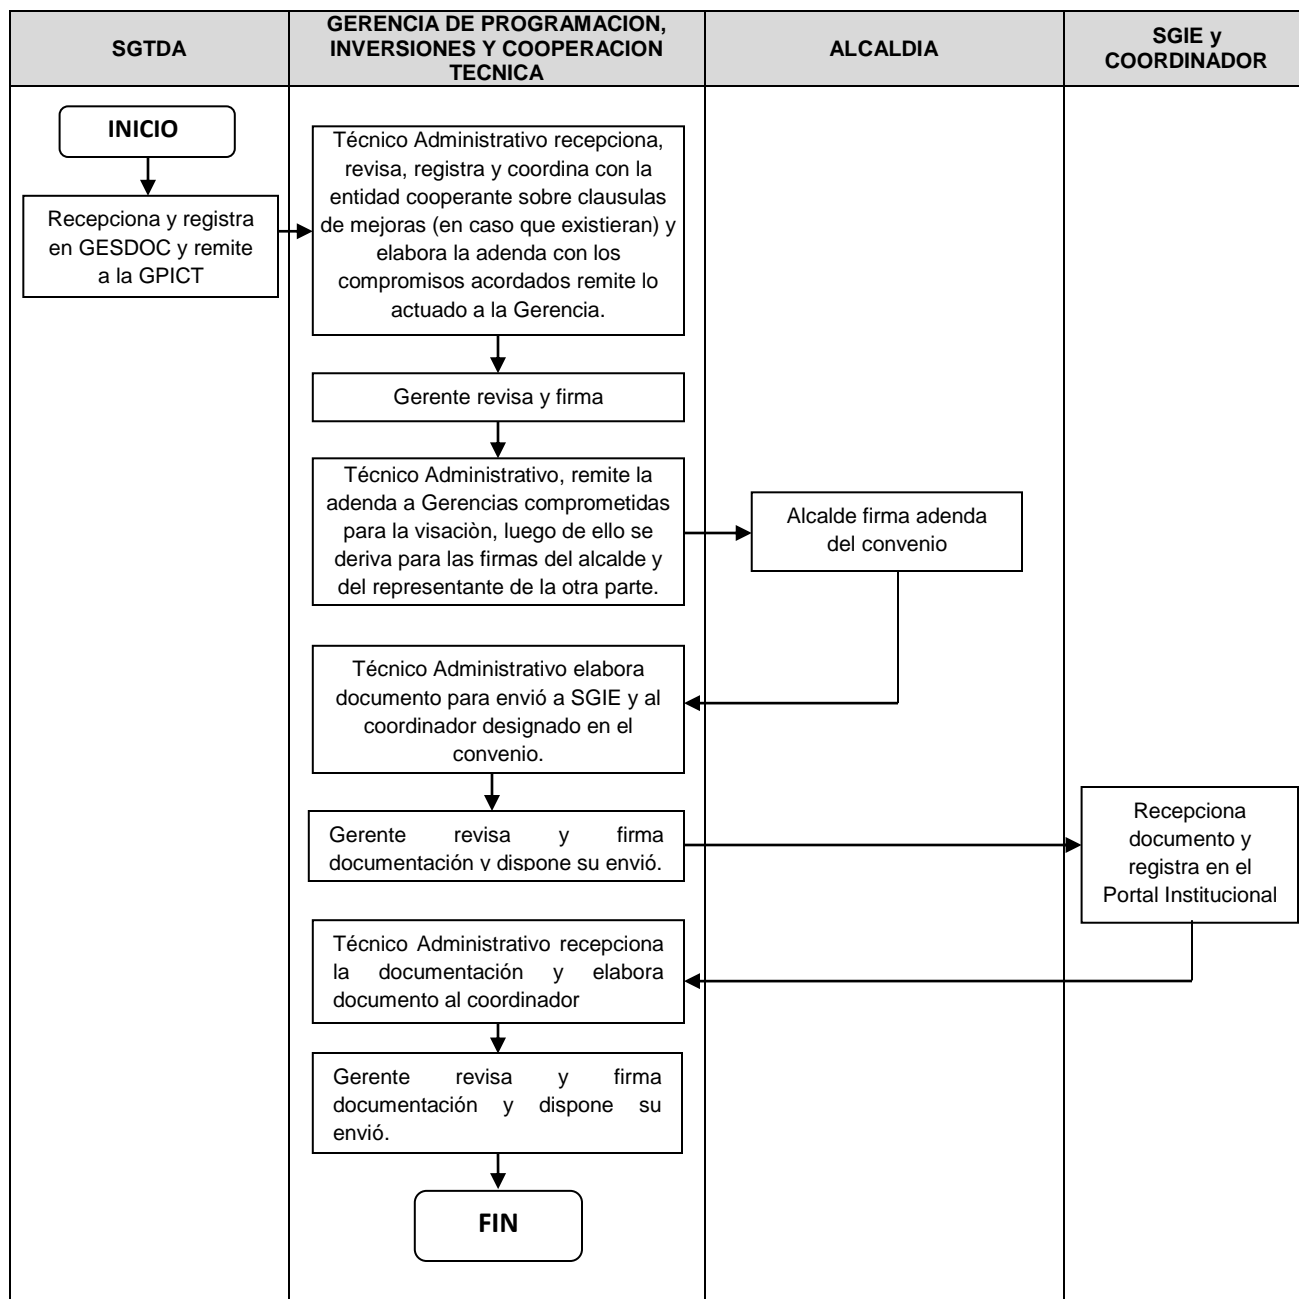 SGTDA
GERENCIA DE PROGRAMACION,
INVERSIONES Y COOPERACION
TECNICA
ALCALDIA
SGIE y
COORDINADOR
INICIO
Recepciona y registra
en GESDOC y remite
a la GPICT
Técnico Administrativo recepciona,
revisa, registra y coordina con la
entidad cooperante sobre clausulas
de mejoras (en caso que existieran) y
elabora la adenda con los
compromisos acordados remite lo
actuado a la Gerencia.
Gerente revisa y firma
Técnico Administrativo, remite la
adenda a Gerencias comprometidas
para la visaciòn, luego de ello se
deriva para las firmas del alcalde y
del representante de la otra parte.
Alcalde firma adenda
del convenio
Técnico Administrativo elabora
documento para envió a SGIE y al
coordinador designado en el
convenio.
Gerente revisa y firma
documentación y dispone su envió.
Recepciona
documento y
registra en el
Portal Institucional
Técnico Administrativo recepciona
la documentación y elabora
documento al coordinador
Gerente revisa y firma
documentación y dispone su
envió.
FIN